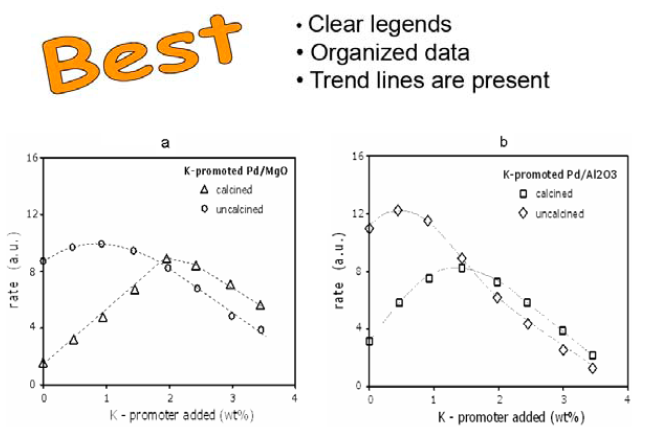 Best
• Clear legends
• Organized data
• Trend lines are present
a
16
12
8
4
0
0
1
2
3
4
rate (a.u.)
K - promoter added (wt%)
K-promoted Pd/MgO
calcined
uncalcined
b
16
12
8
4
0
0
1
2
3
4
rate (a.u.)
K - promoter added (wt%)
K-promoted Pd/Al2O3
calcined
uncalcined